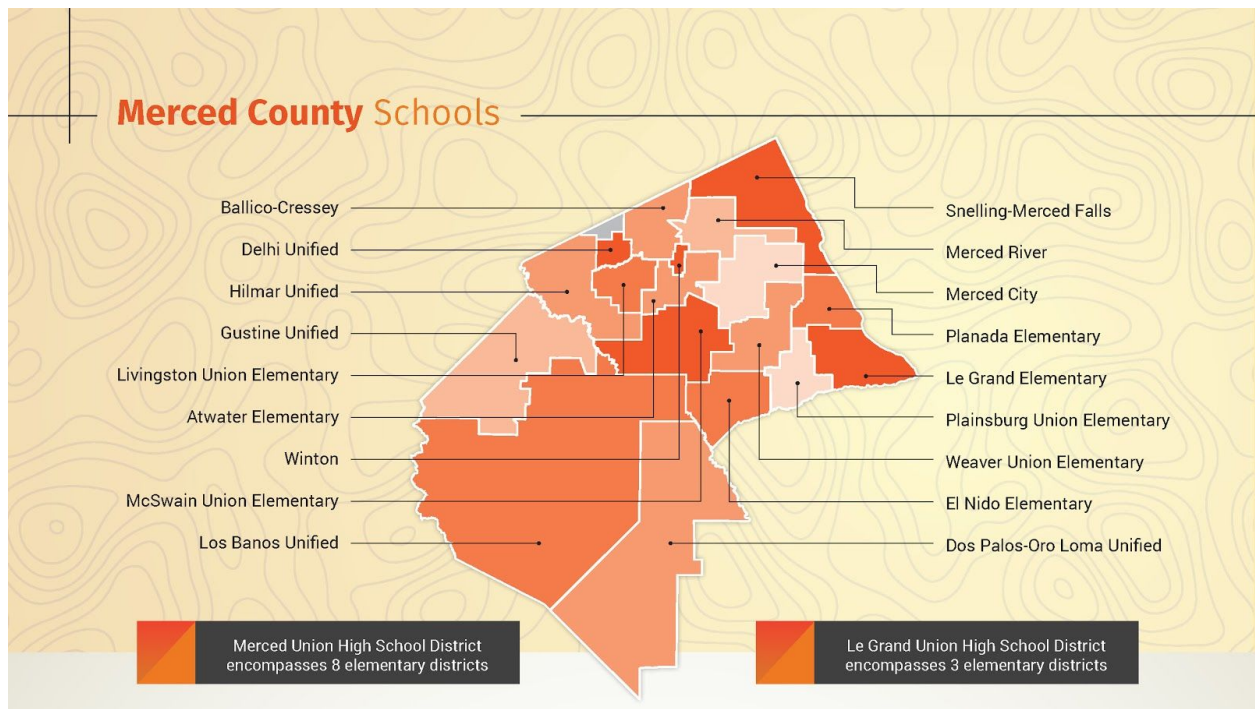 Merced County Schools
Ballico-Cressey
Delhi Unified
Hilmar Unified
Gustine Unified
Livingston Union Elementary
Atwater Elementary
Winton
McSwain Union Elementary
Los Banos Unified
Snelling-Merced Falls
Merced River
Merced City
Planada Elementary
Le Grand Elementary
Plainsburg Union Elementary
Weaver Union Elementary
El Nido Elementary
Dos Palos-Oro Loma Unified
Merced Union High School District
encompasses 8 elementary districts
Le Grand Union High School District
encompasses 3 elementary districts